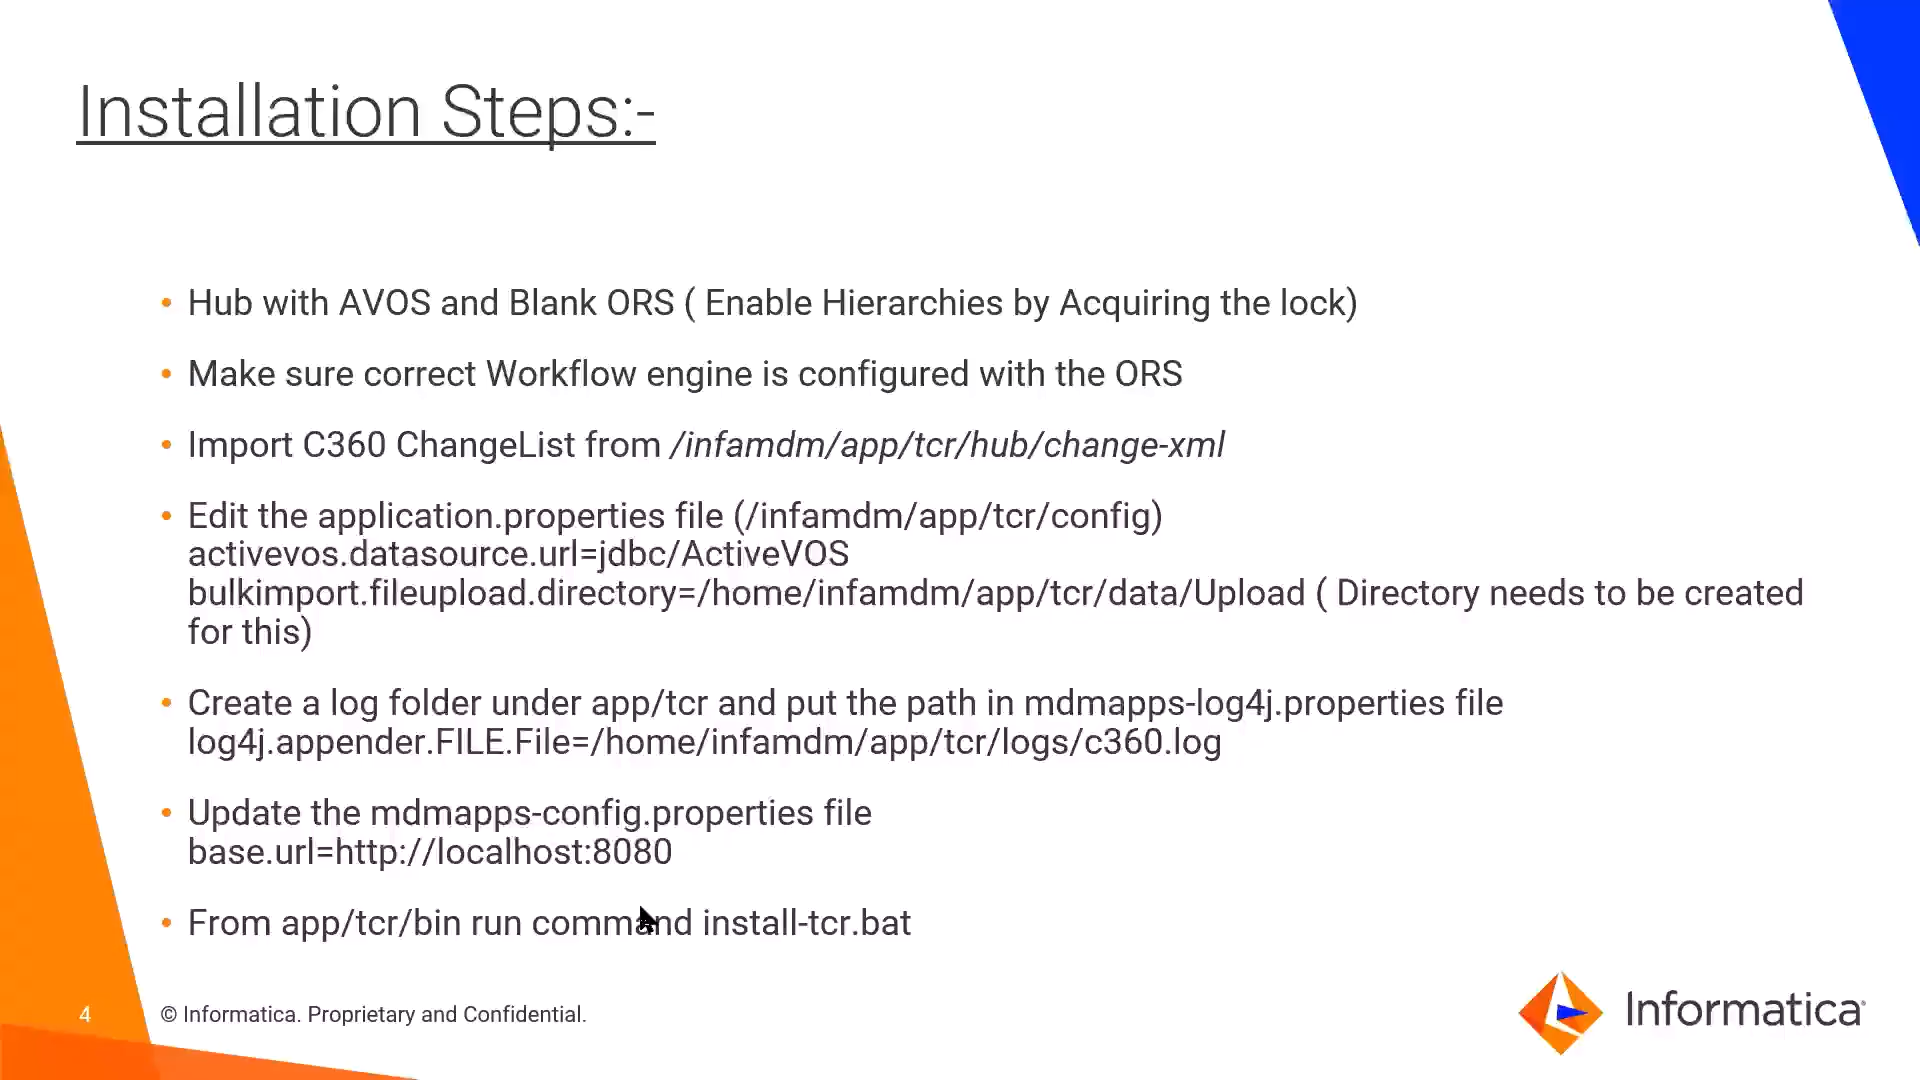 Installation Steps:-
• Hub with AVOS and Blank ORS ( Enable Hierarchies by Acquiring the lock)
• Make sure correct Workflow engine is configured with the ORS
• Import C360 ChangeList from /infamdm/app/tcr/hub/change-xml
• Edit the application.properties file (/infamdm/app/tcr/config)
activevos.datasource.url=jdbc/ActiveVOS
bulkimport.fileupload.directory=/home/infamdm/app/tcr/data/Upload ( Directory needs to be created
for this)
• Create a log folder under app/tcr and put the path in mdmapps-log4j.properties file
log4j.appender.FILE.File=/home/infamdm/app/tcr/logs/c360.log
• Update the mdmapps-config.properties file
base.url=http://localhost:8080
• From app/tcr/bin run command install-tcr.bat
4
© Informatica. Proprietary and Confidential.
Informatica